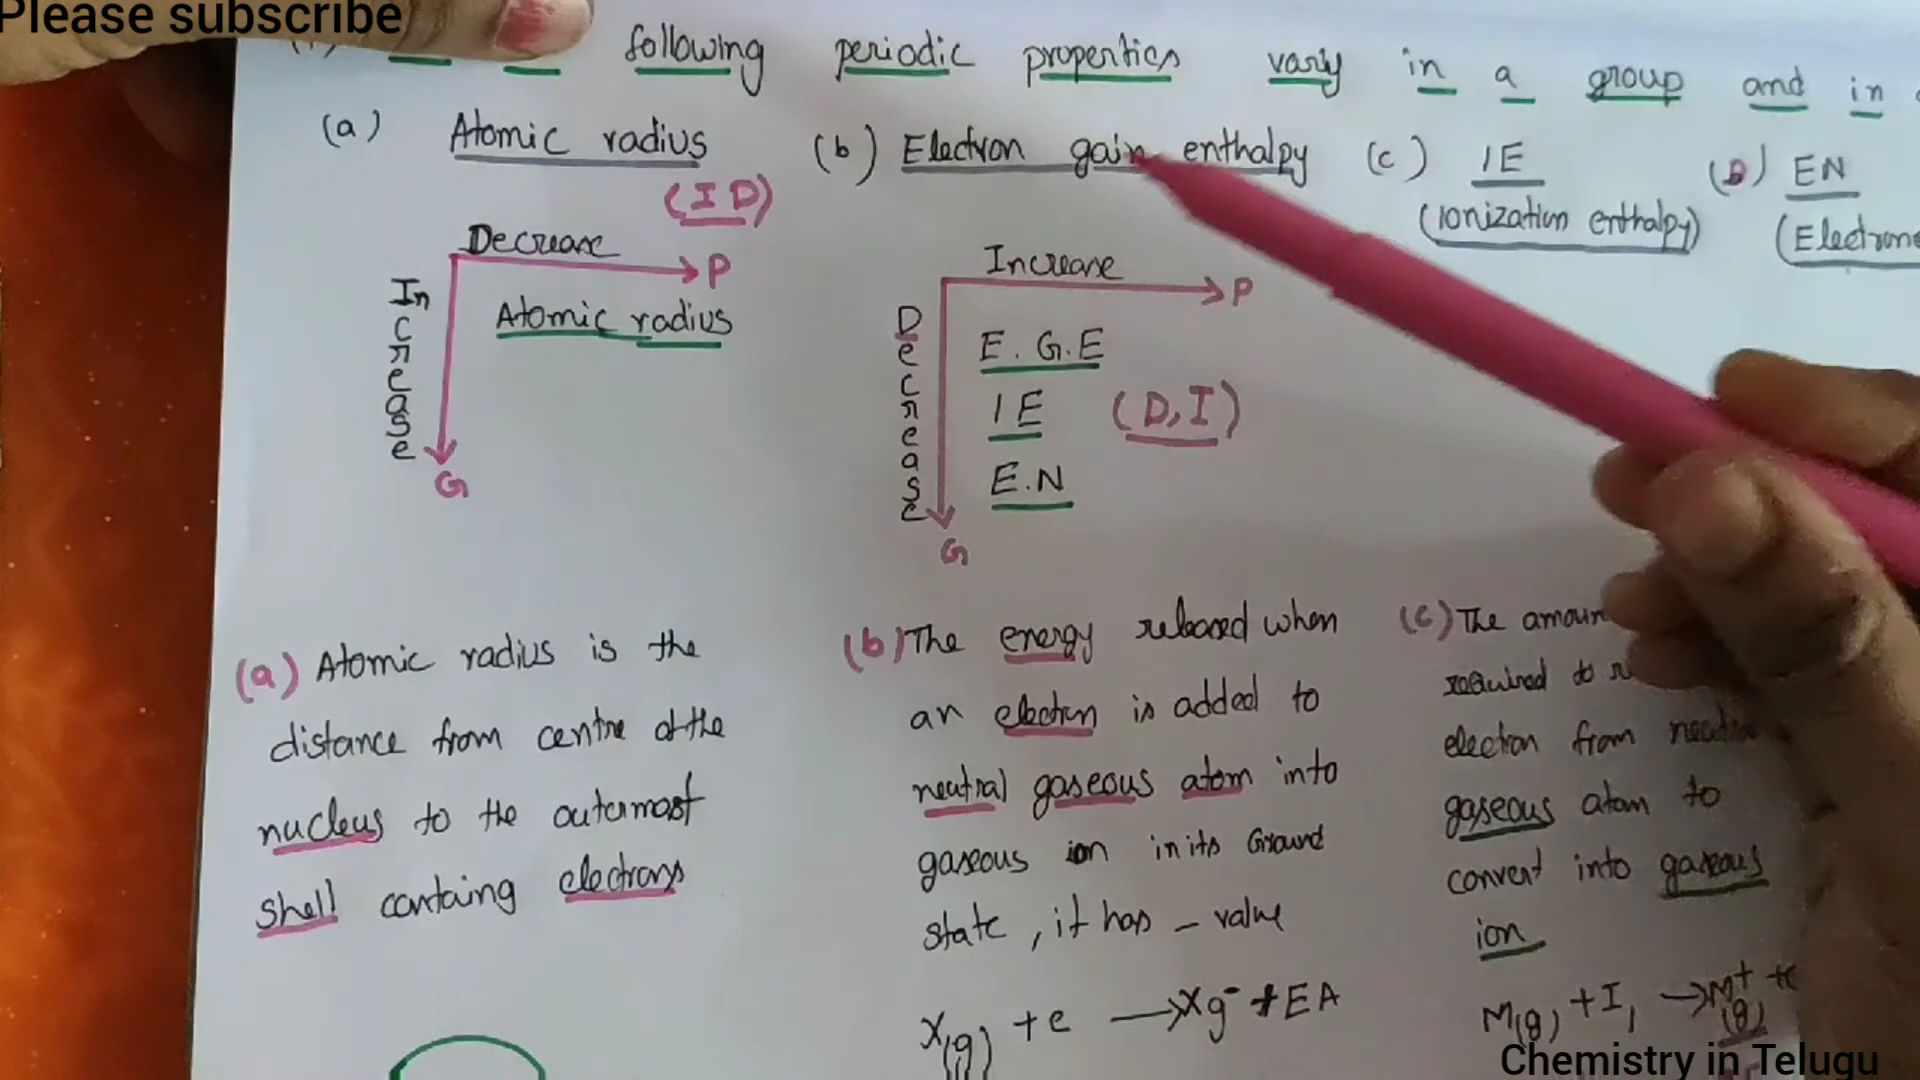 Please subscribe
following periodic properties vary in a group and in
(a) Atomic radius (b) Electron gain enthalpy (c) IE (D) EN
(ID) (Ionization enthalpy) (Electron
Decrease P
Increase
G
Atomic radius
Increase P
Decrease
G
E.G.E
IE (D,I)
E.N
(a) Atomic radius is the
distance from centre of the
nucleus to the outermost
shell containg electrons
(b) The energy released when
an electron is added to
neutral gaseous atom into
gaseous ion in its Ground
state, it has - value
X(g) + e → Xg⁻ + EA
(c) The amoun
required to
electron from
gaseous atom to
convert into gaseous
ion
M(g) + I₁ → M⁺(g) +
Chemistry in Telugu